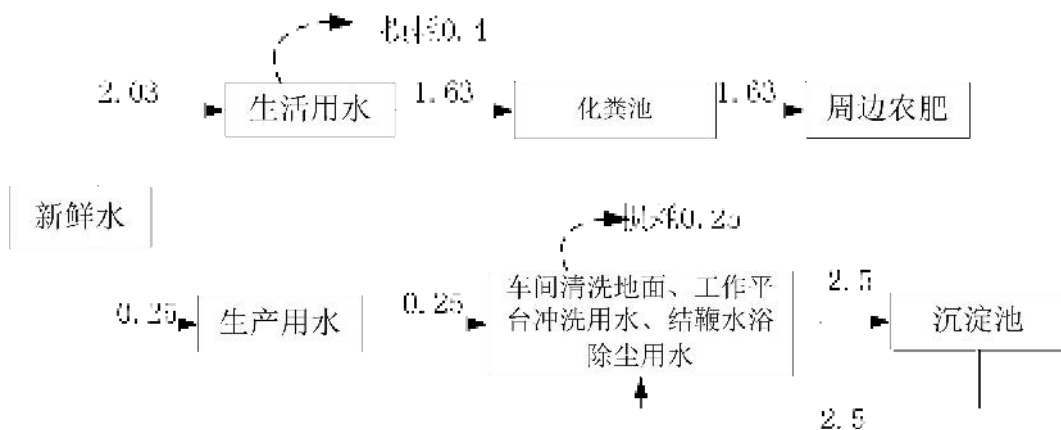 损耗0.4
2.03
生活用水
1.63
化粪池
1.63
周边农肥
新鲜水
损耗0.25
0.25
生产用水
0.25
车间清洗地面、工作平
台冲洗用水、结鞭水浴
除尘用水
2.5
沉淀池
2.5